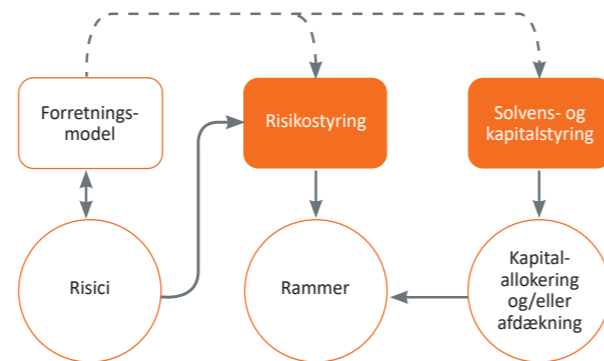 Forretnings-
model
Risikostyring
Solvens- og
kapitalstyring
Risici
Rammer
Kapital-
allokering
og/eller
afdækning